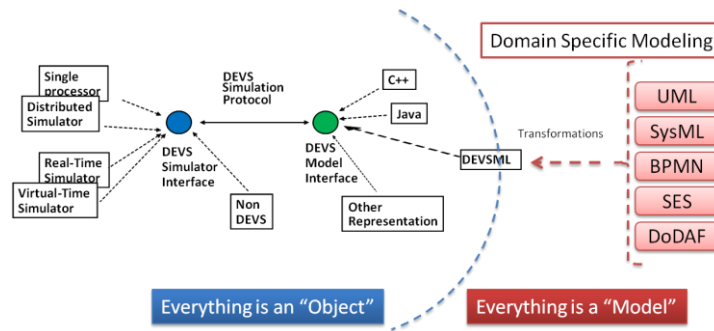 Domain Specific Modeling
C++
DEVS
Simulation
Protocol
Single
processor
Distributed
Simulator
Java
UML
SysML
Transformations
DEVSML
BPMN
DEVS
Simulator
Interface
DEVS
Model
Interface
Real-Time
Simulator
Virtual-Time
Simulator
Non
DEVS
Other
Representation
SES
DoDAF
Everything is an “Object”
Everything is a “Model”